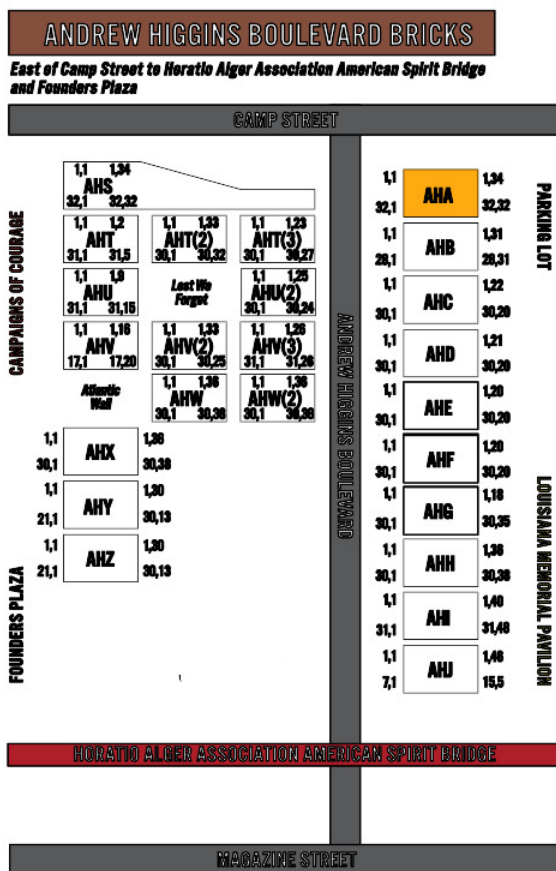 ANDREW HIGGINS BOULEVARD BRICKS
East of Camp Street to Horatio Alger Association American Spirit Bridge
and Founders Plaza
CAMP STREET
CAMPAIGNS OF COURAGE
1,1 1,34
AHS
32,1 32,32
1,1 1,2
AHT
31,1 31,5
1,1 1,33
AHT(2)
30,1 30,32
1,1 1,23
AHT(3)
30,1 30,27
1,1 1,9
AHU
31,1 31,15
Lest We
Forget
1,1 1,25
AHU(2)
30,1 30,24
1,1 1,16
AHV
17,1 17,20
1,1 1,33
AHV(2)
30,1 30,25
1,1 1,26
AHV(3)
31,1 31,26
Atlantic
Wall
1,1 1,36
AHW
30,1 30,36
1,1 1,36
AHW(2)
30,1 30,36
1,1 1,36
AHX
30,1 30,38
1,1 1,30
AHY
21,1 30,13
1,1 1,30
AHZ
21,1 30,13
FOUNDERS PLAZA
ANDREW HIGGINS BOULEVARD
1,1 1,34
AHA
32,1 32,32
1,1 1,31
AHB
28,1 28,31
1,1 1,22
AHC
30,1 30,20
1,1 1,21
AHD
30,1 30,20
1,1 1,20
AHE
30,1 30,20
1,1 1,20
AHF
30,1 30,20
1,1 1,18
AHG
30,1 30,35
1,1 1,36
AHH
30,1 30,36
1,1 1,40
AHI
31,1 31,48
1,1 1,46
AHJ
7,1 15,5
PARKING LOT
LOUISIANA MEMORIAL PAVILION
HORATIO ALGER ASSOCIATION AMERICAN SPIRIT BRIDGE
MAGAZINE STREET